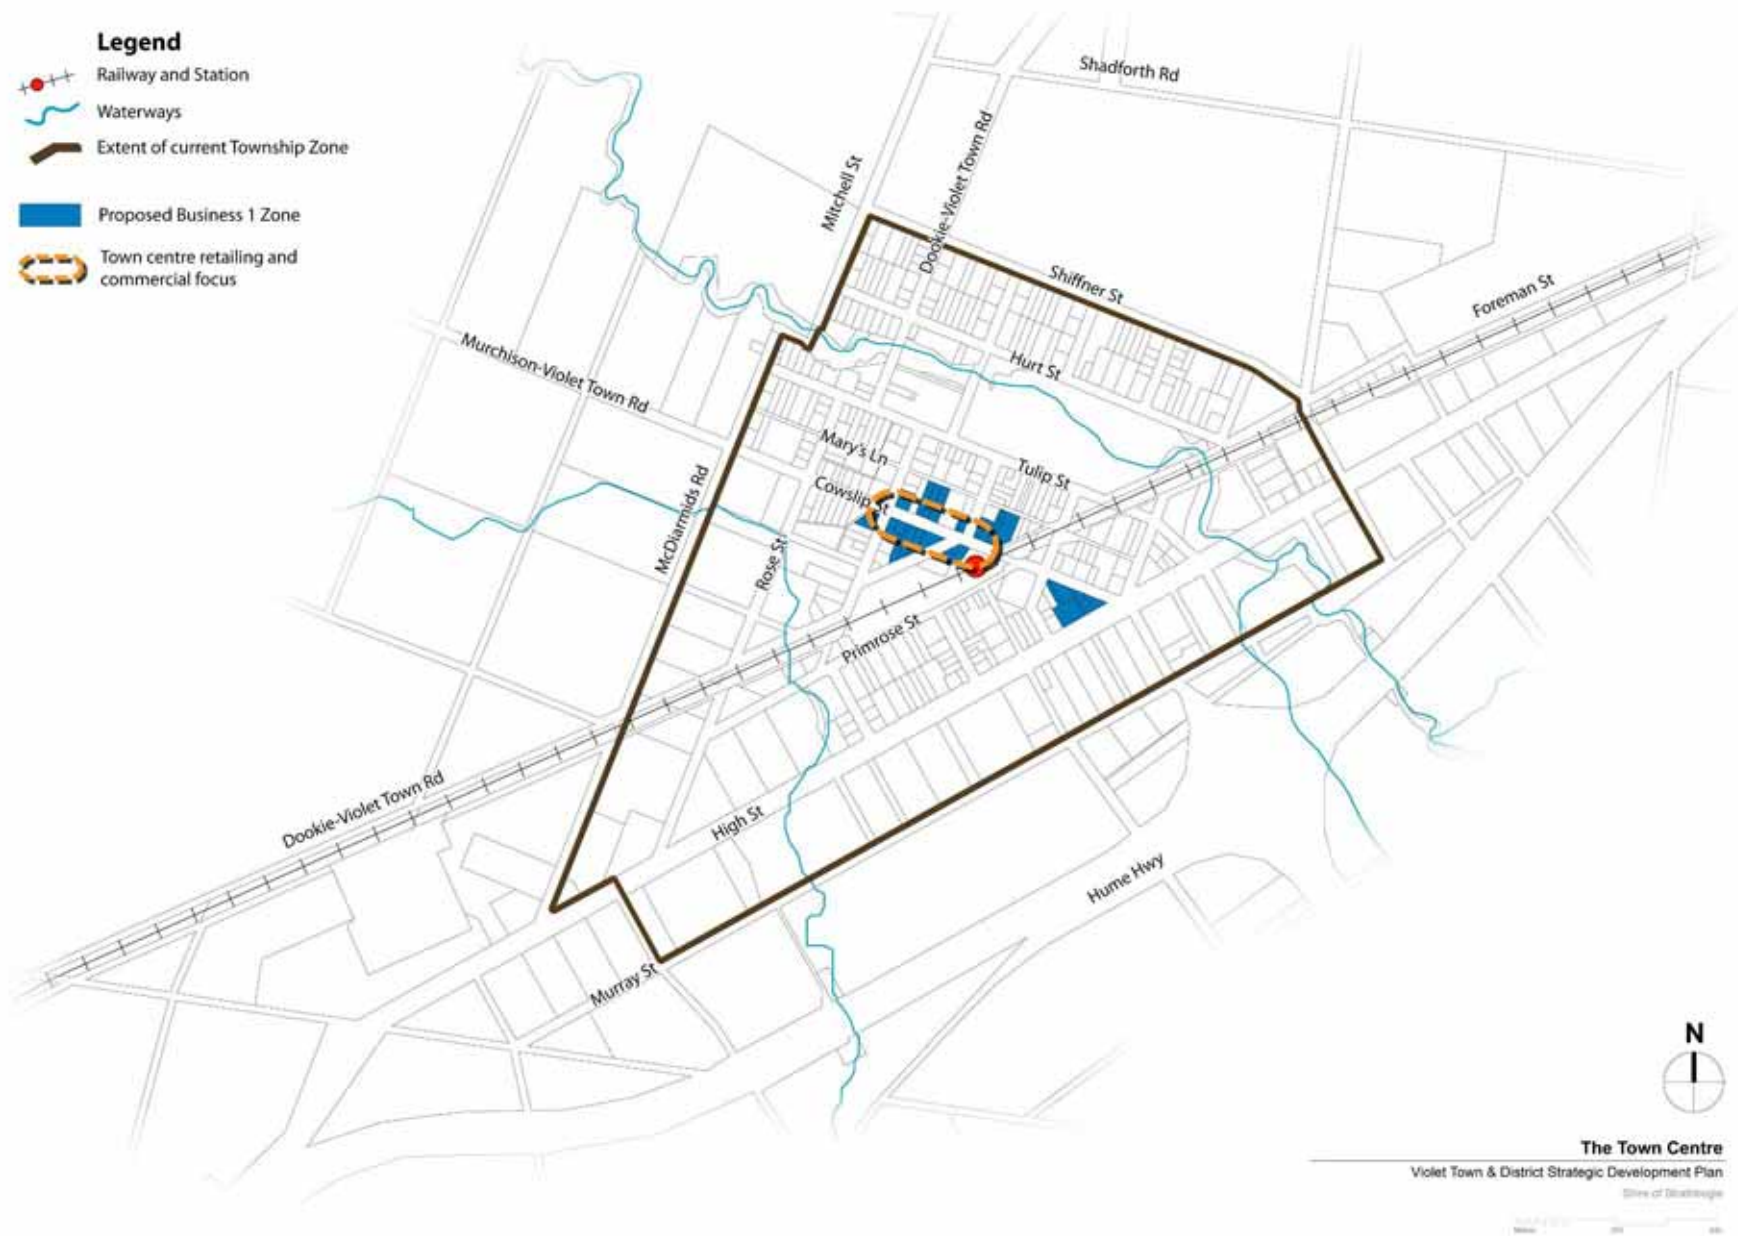 Legend
Railway and Station
Waterways
Extent of current Township Zone
Proposed Business 1 Zone
Town centre retailing and
commercial focus
Shadforth Rd
Mitchell St
Dookie-Violet Town Rd
Shiffner St
Foreman St
Murchison-Violet Town Rd
Hurt St
Mary's Ln
Tulip St
Cowslip St
McDiarmids Rd
Rose St
Primrose St
Dookie-Violet Town Rd
High St
Hume Hwy
Murray St
N
The Town Centre
Violet Town & District Strategic Development Plan
Shire of Strathbogie